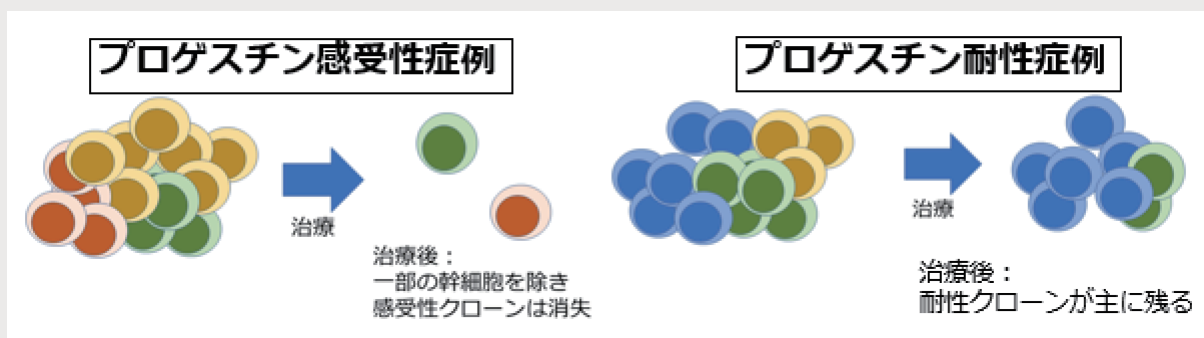 プロゲスチン感受性症例
治療
治療後：
一部の幹細胞を除き
感受性クローンは消失
プロゲスチン耐性症例
治療
治療後：
耐性クローンが主に残る